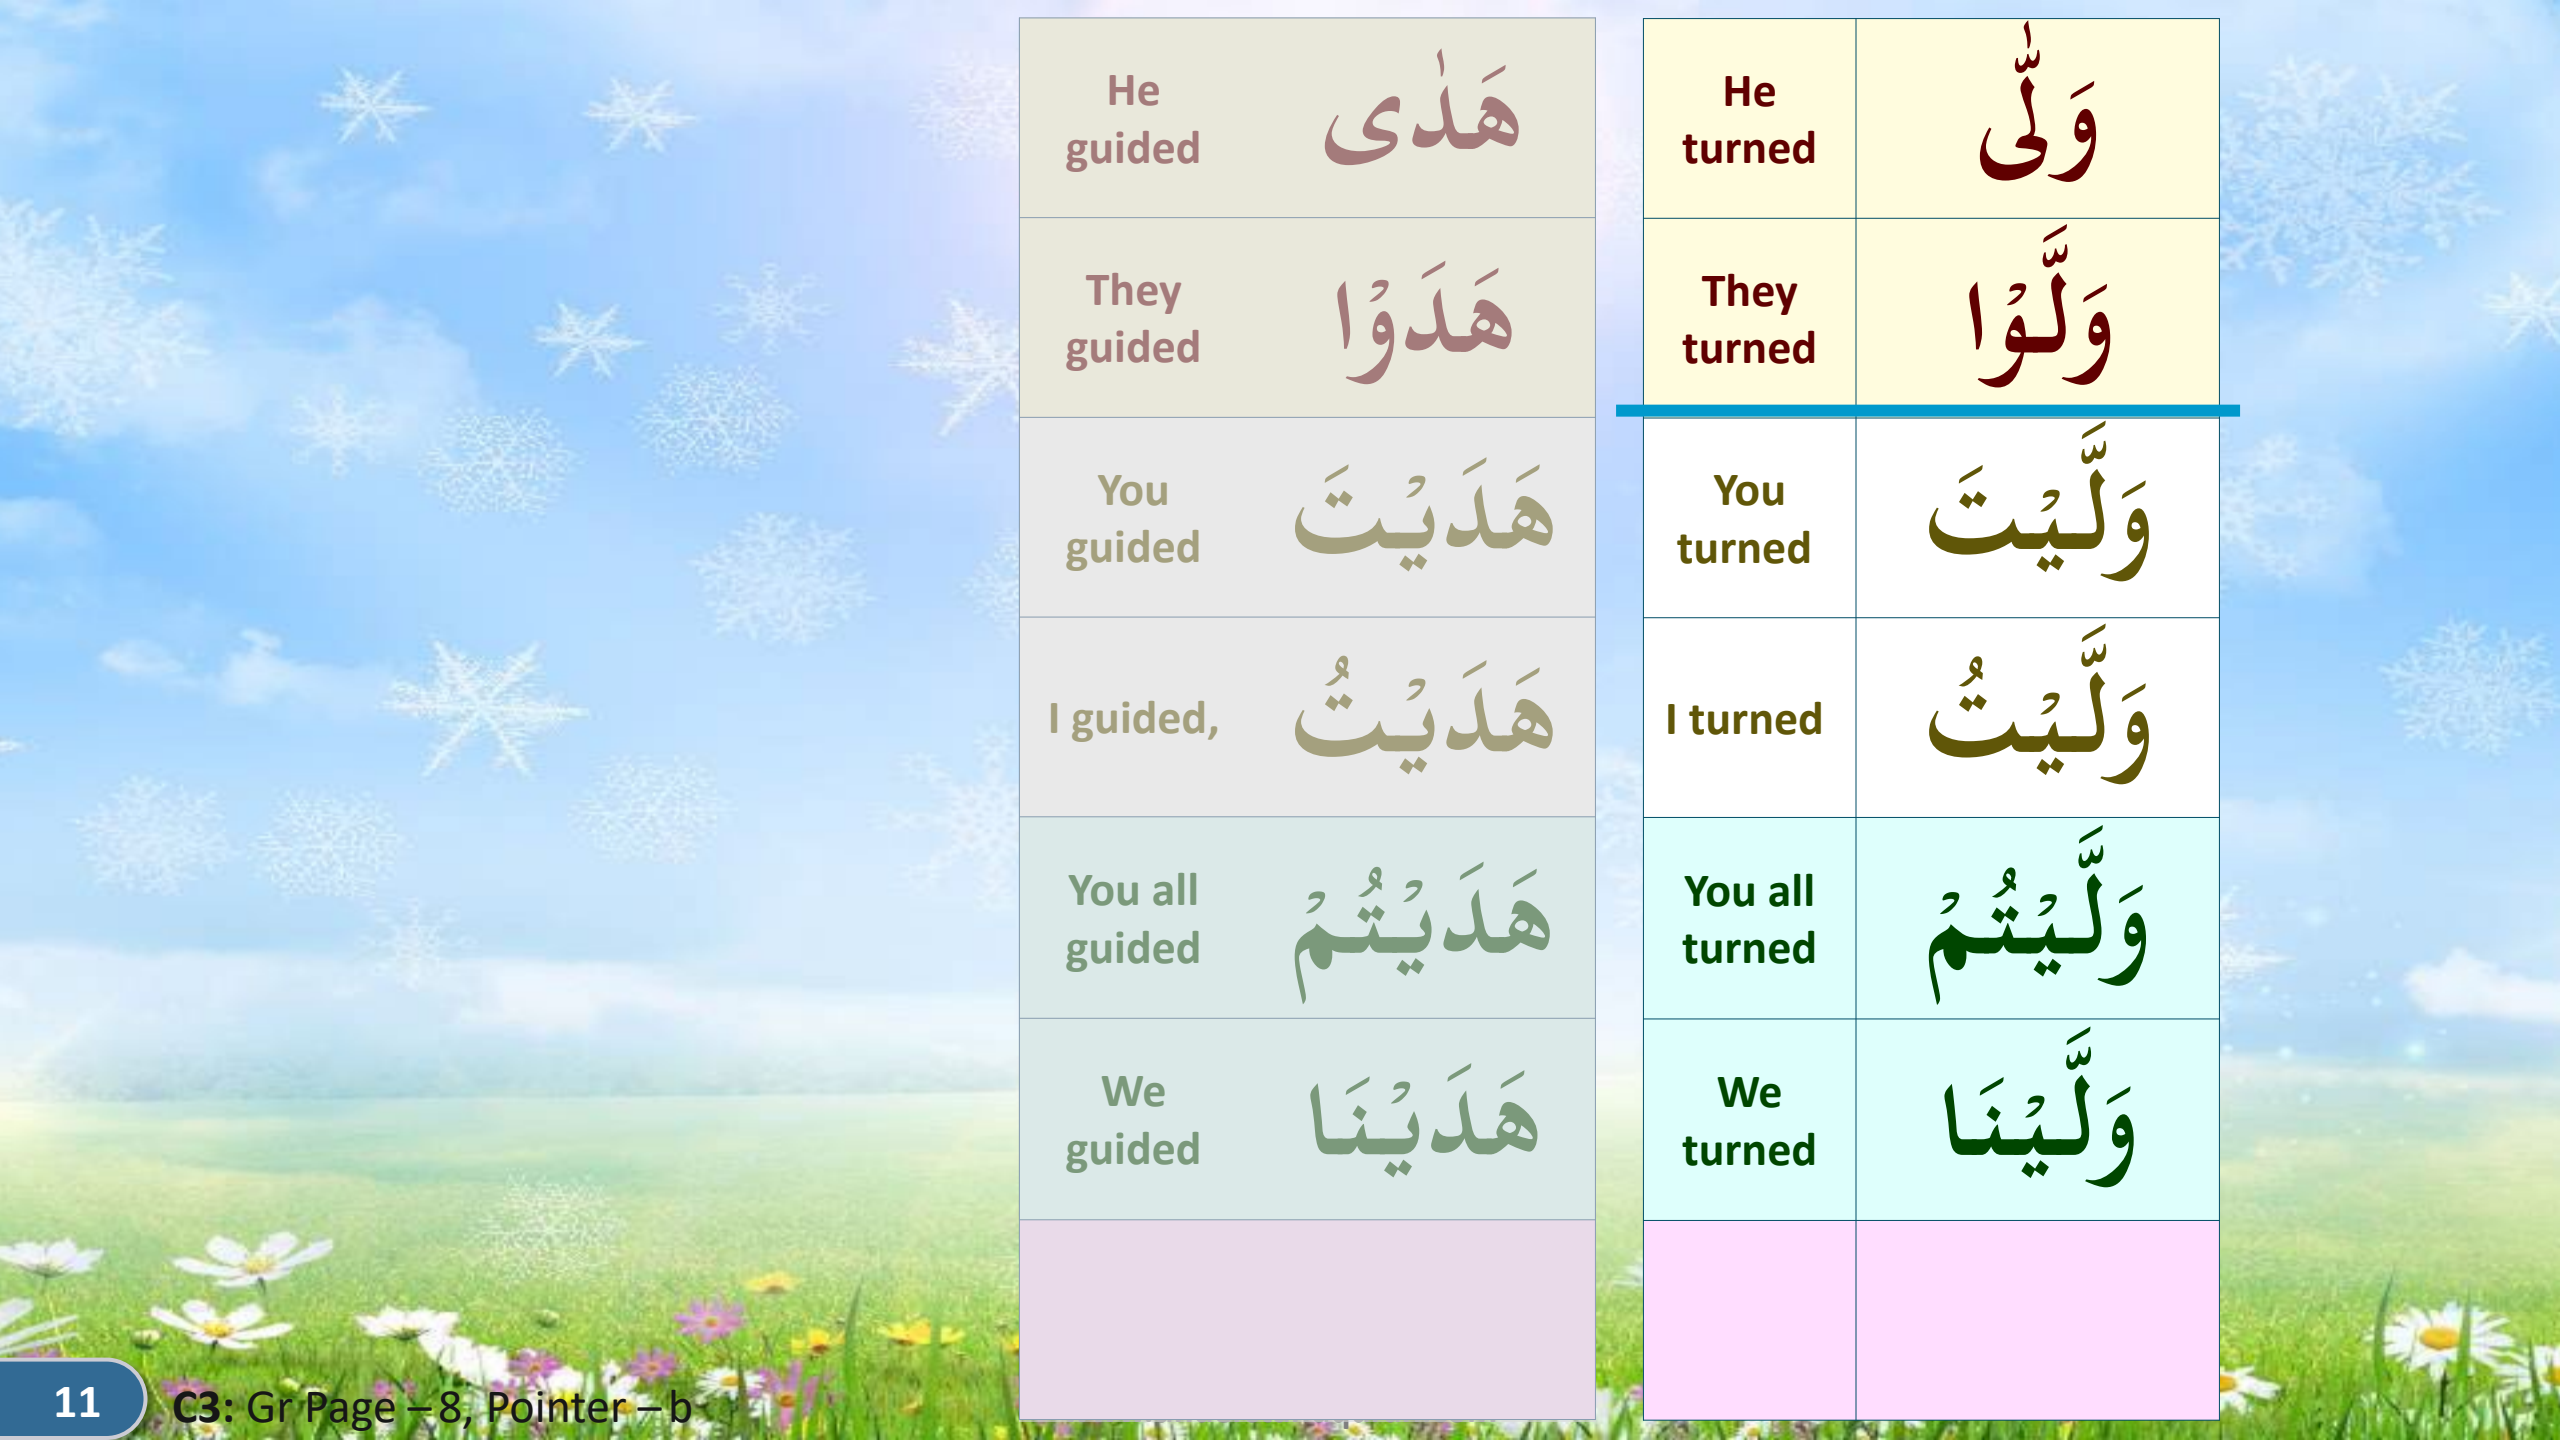 He
guided
هَدٰى
He
turned
وَلّٰى
They
guided
هَدَوْا
They
turned
وَلَّوْا
You
guided
هَدَيْتَ
You
turned
وَلَّيْتَ
I guided,
هَدَيْتُ
I turned
وَلَّيْتُ
You all
guided
هَدَيْتُمْ
You all
turned
وَلَّيْتُمْ
We
guided
هَدَيْنَا
We
turned
وَلَّيْنَا
11
C3: Gr Page – 8, Pointer – b